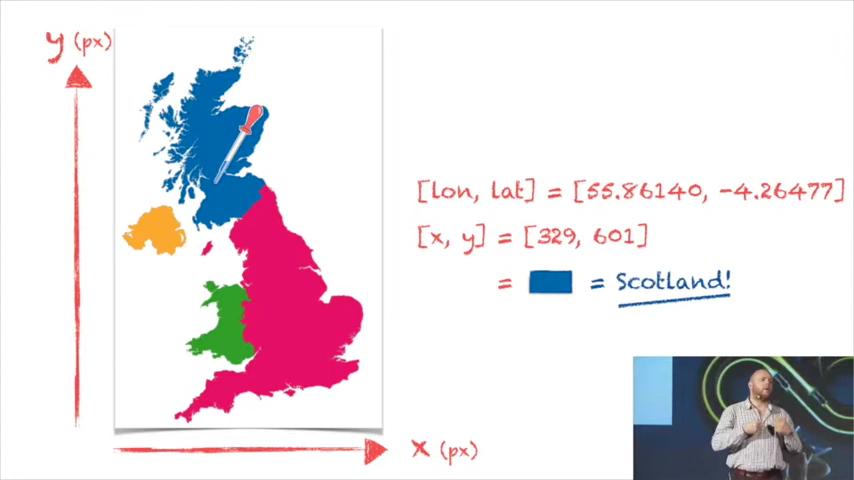 y (px)
[lon, lat] = [55.86140, -4.26477]
[x, y] = [329, 601]
= = Scotland!
x (px)